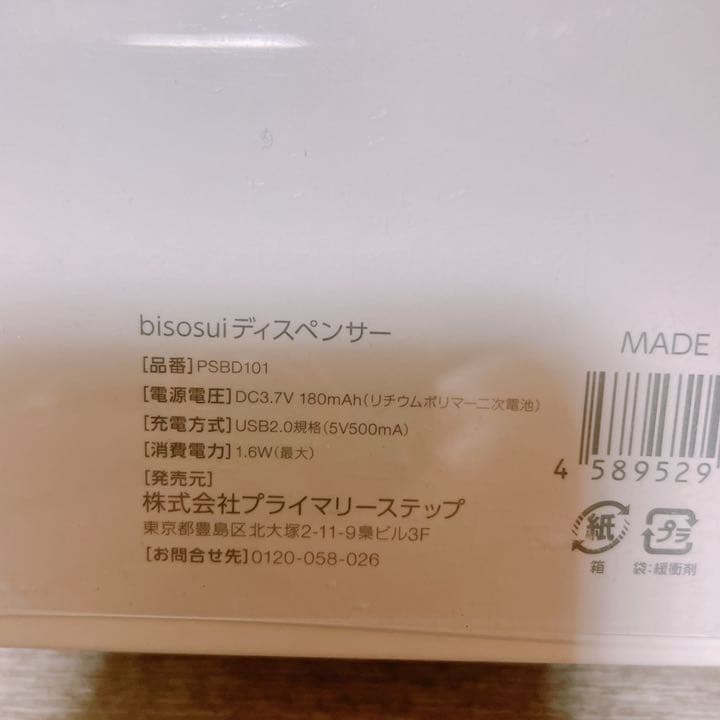 bisosuiディスペンサー
[品番]PSBD101
[電源電圧]DC3.7V 180mAh(リチウムポリマー二次電池)
[充電方式]USB2.0規格(5V500mA)
[消費電力]1.6W(最大)
[発売元]
株式会社プライマリーステップ
東京都豊島区北大塚2-11-9梟ビル3F
[お問合せ先]0120-058-026
MADE
4 589529
紙 プラ
箱 袋:緩衝剤